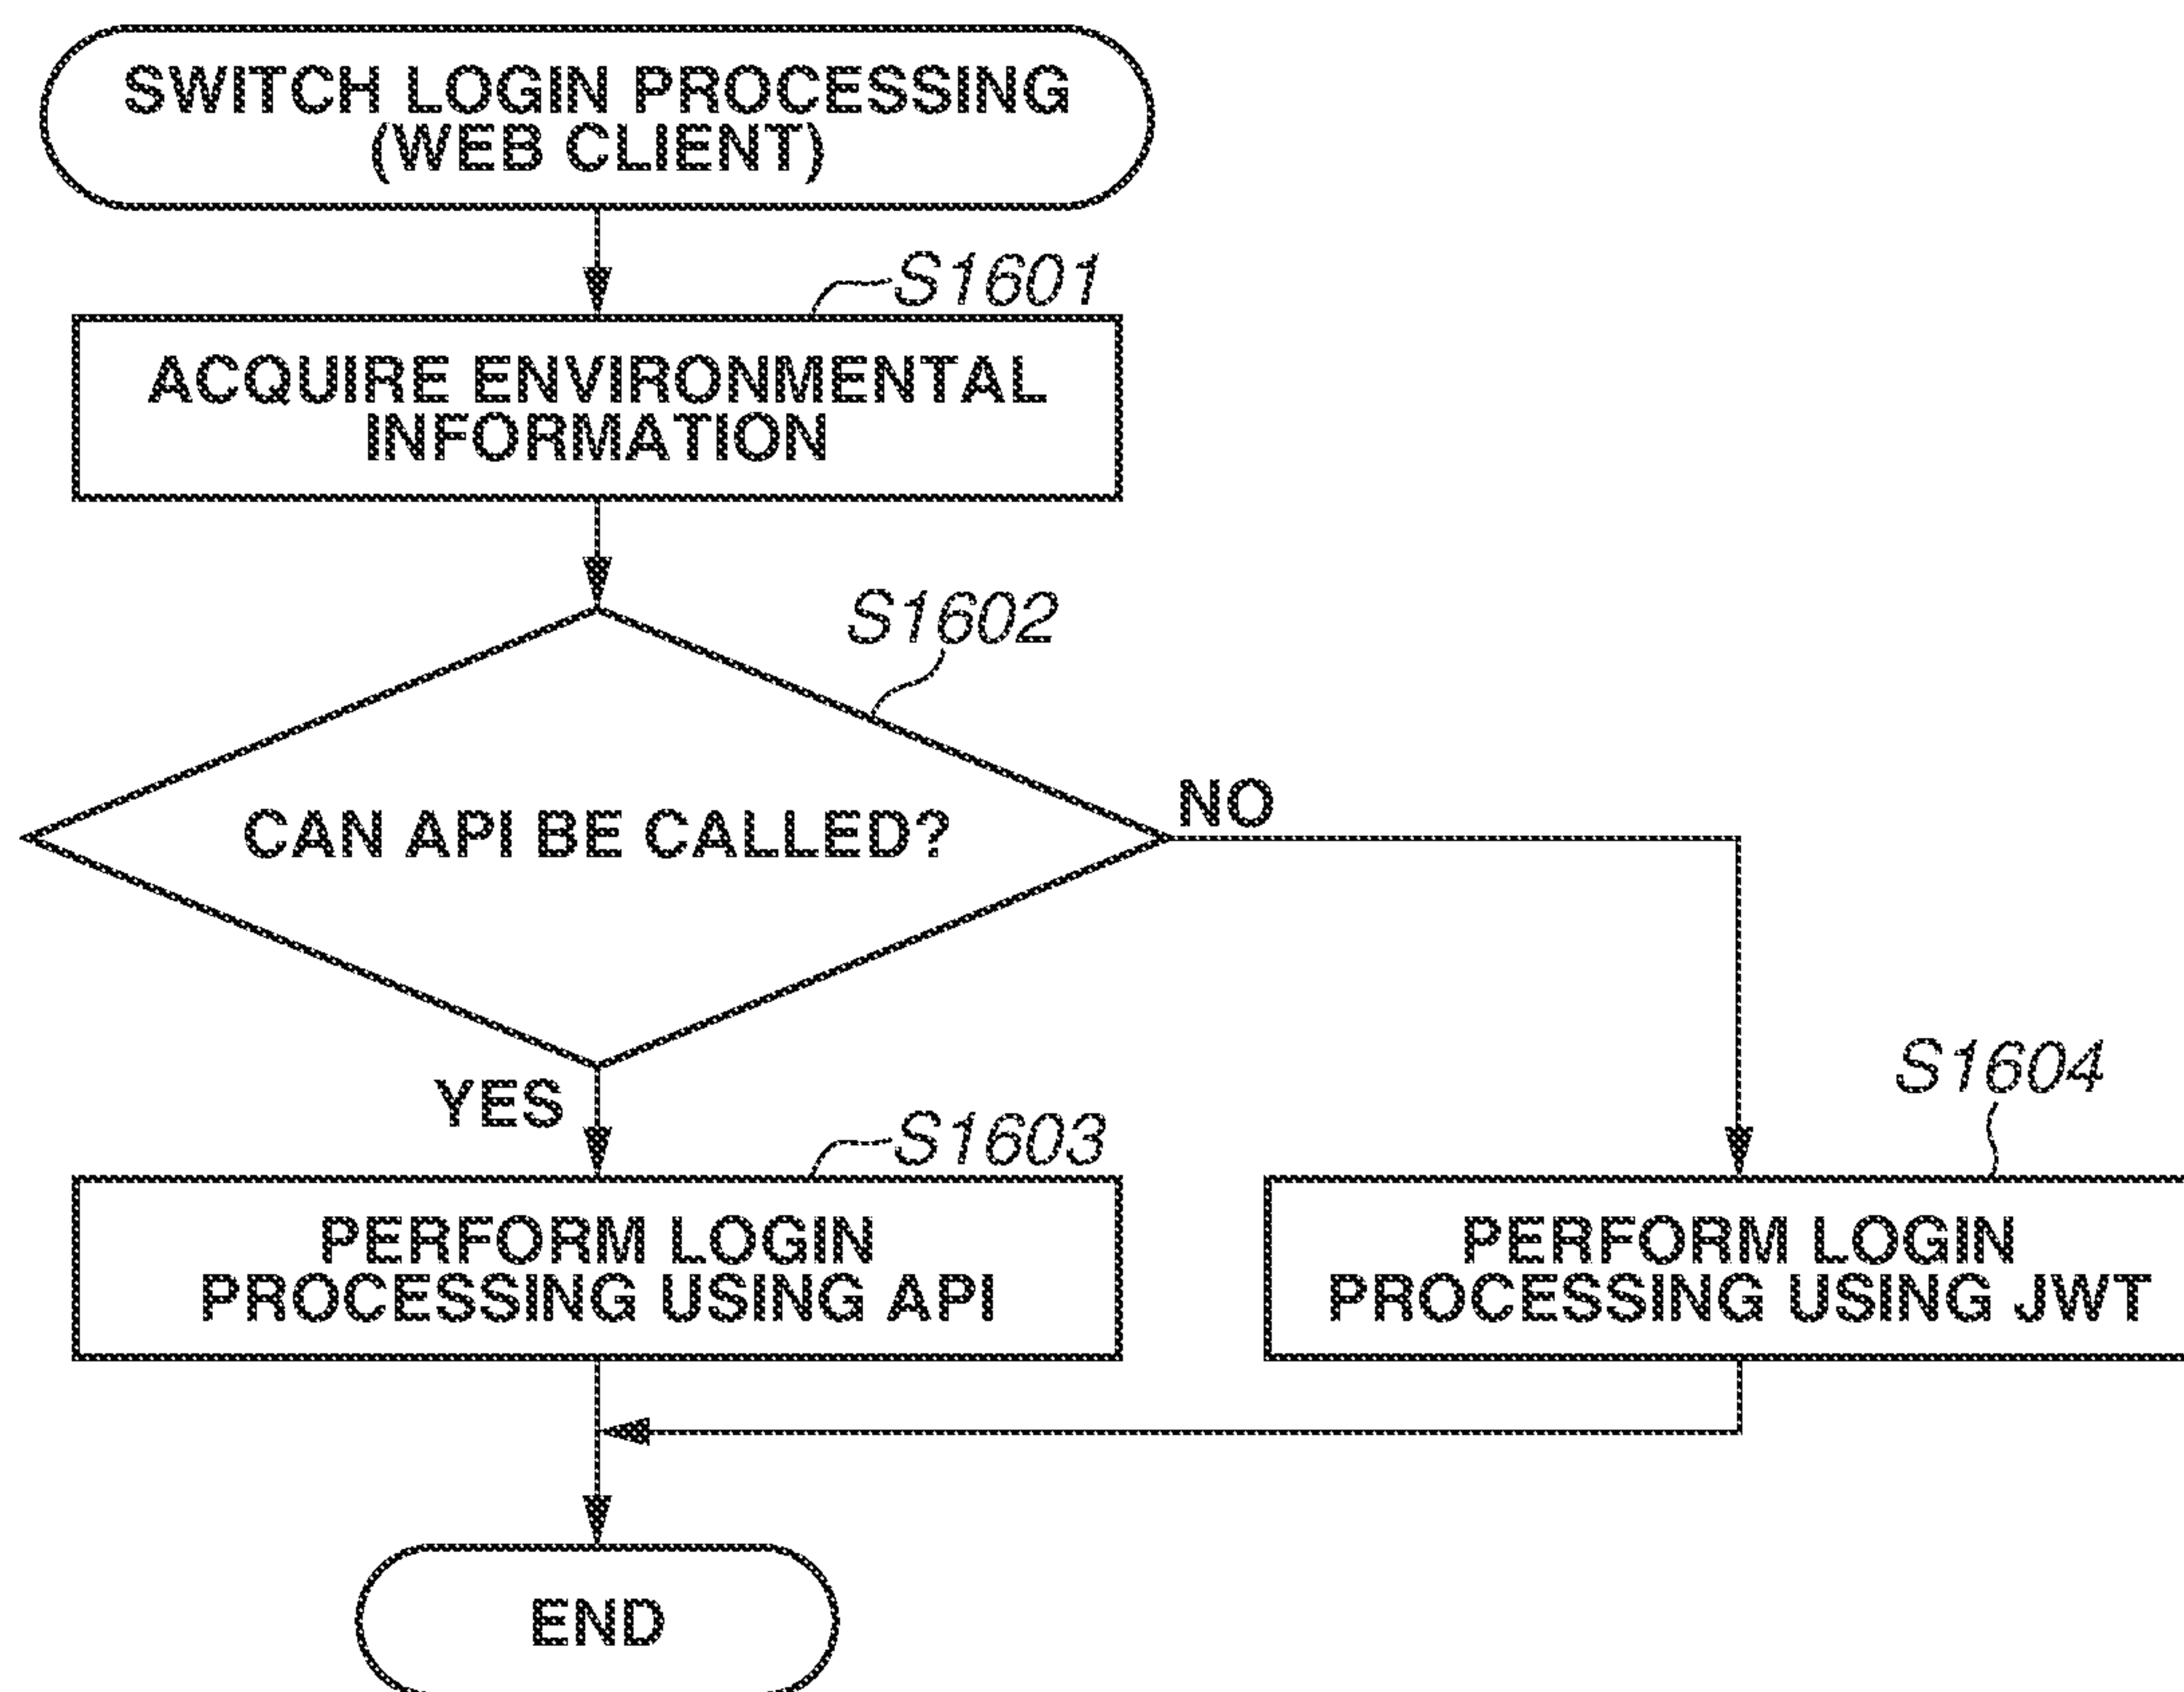 SWITCH LOGIN PROCESSING
(WEB CLIENT)
S1601
ACQUIRE ENVIRONMENTAL
INFORMATION
S1602
CAN API BE CALLED?
NO
YES
S1603
PERFORM LOGIN
PROCESSING USING API
S1604
PERFORM LOGIN
PROCESSING USING JWT
END